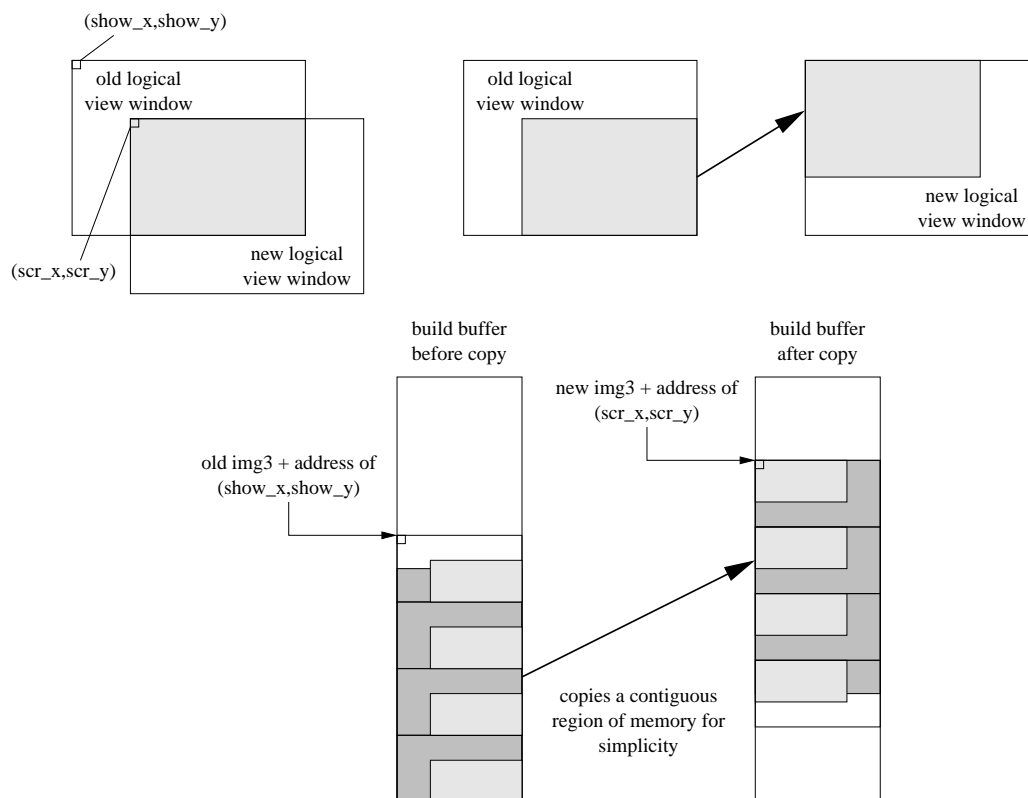 (show_x,show_y)
old logical
view window
new logical
view window
(scr_x,scr_y)
old logical
view window
new logical
view window
build buffer
before copy
build buffer
after copy
new img3 + address of
(scr_x,scr_y)
old img3 + address of
(show_x,show_y)
copies a contiguous
region of memory for
simplicity